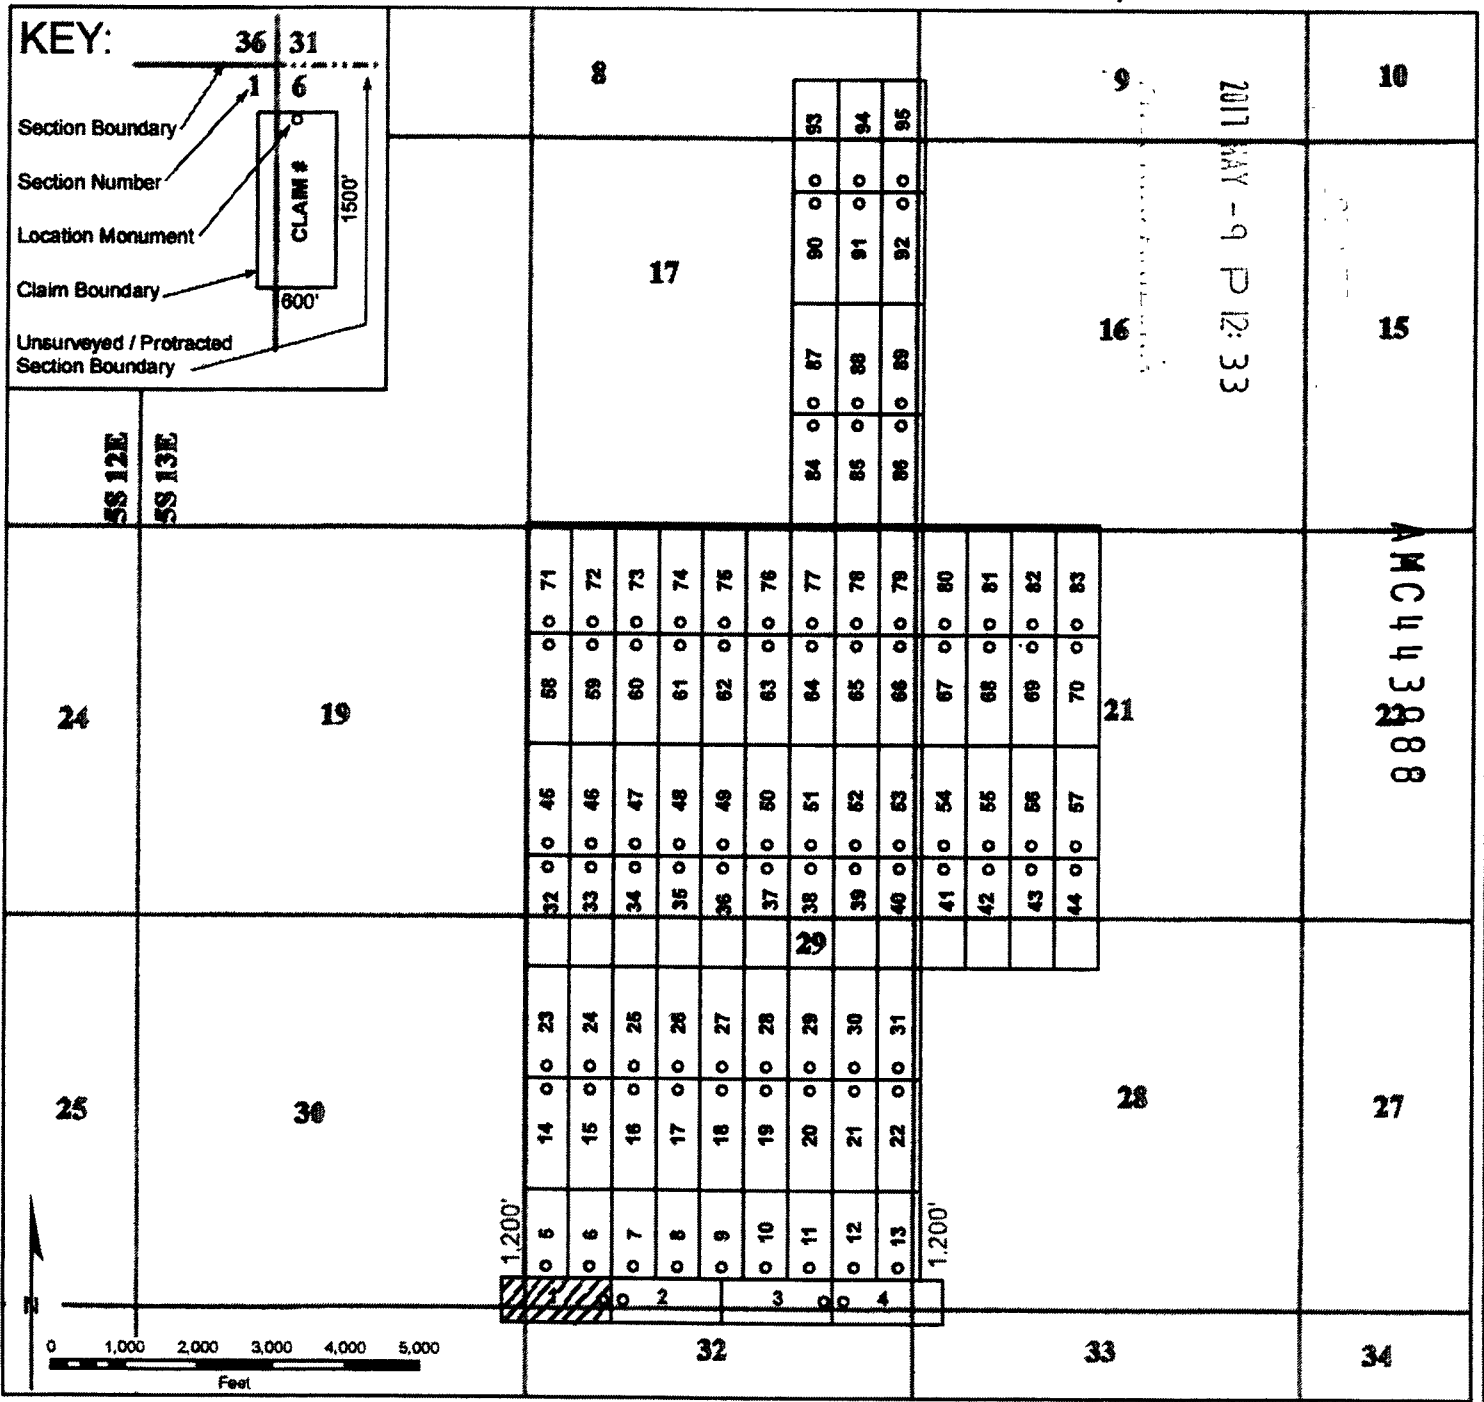 KEY:
36 31
1 6
Section Boundary
Section Number
Location Monument
Claim Boundary
Unsurveyed / Protracted
Section Boundary
CLAIM #
1500'
600'
8 9 10
93 94 95
17 16 15
90 91 92
87 88 89
84 85 86
2017 MAY -9 P 12: 33
5S 12E
5S 13E
AMC443088
71 72 73 74 75 76 77 78 79 80 81 82 83
58 59 60 61 62 63 64 65 66 67 68 69 70
24 19 21 22
45 46 47 48 49 50 51 52 53 54 55 56 57
32 33 34 35 36 37 38 39 40 41 42 43 44
29
23 24 25 26 27 28 29 30 31
25 30 28 27
14 15 16 17 18 19 20 21 22
1,200' 5 6 7 8 9 10 11 12 13 1,200'
1 2 3 4
N
0 1,000 2,000 3,000 4,000 5,000
Feet
32 33 34